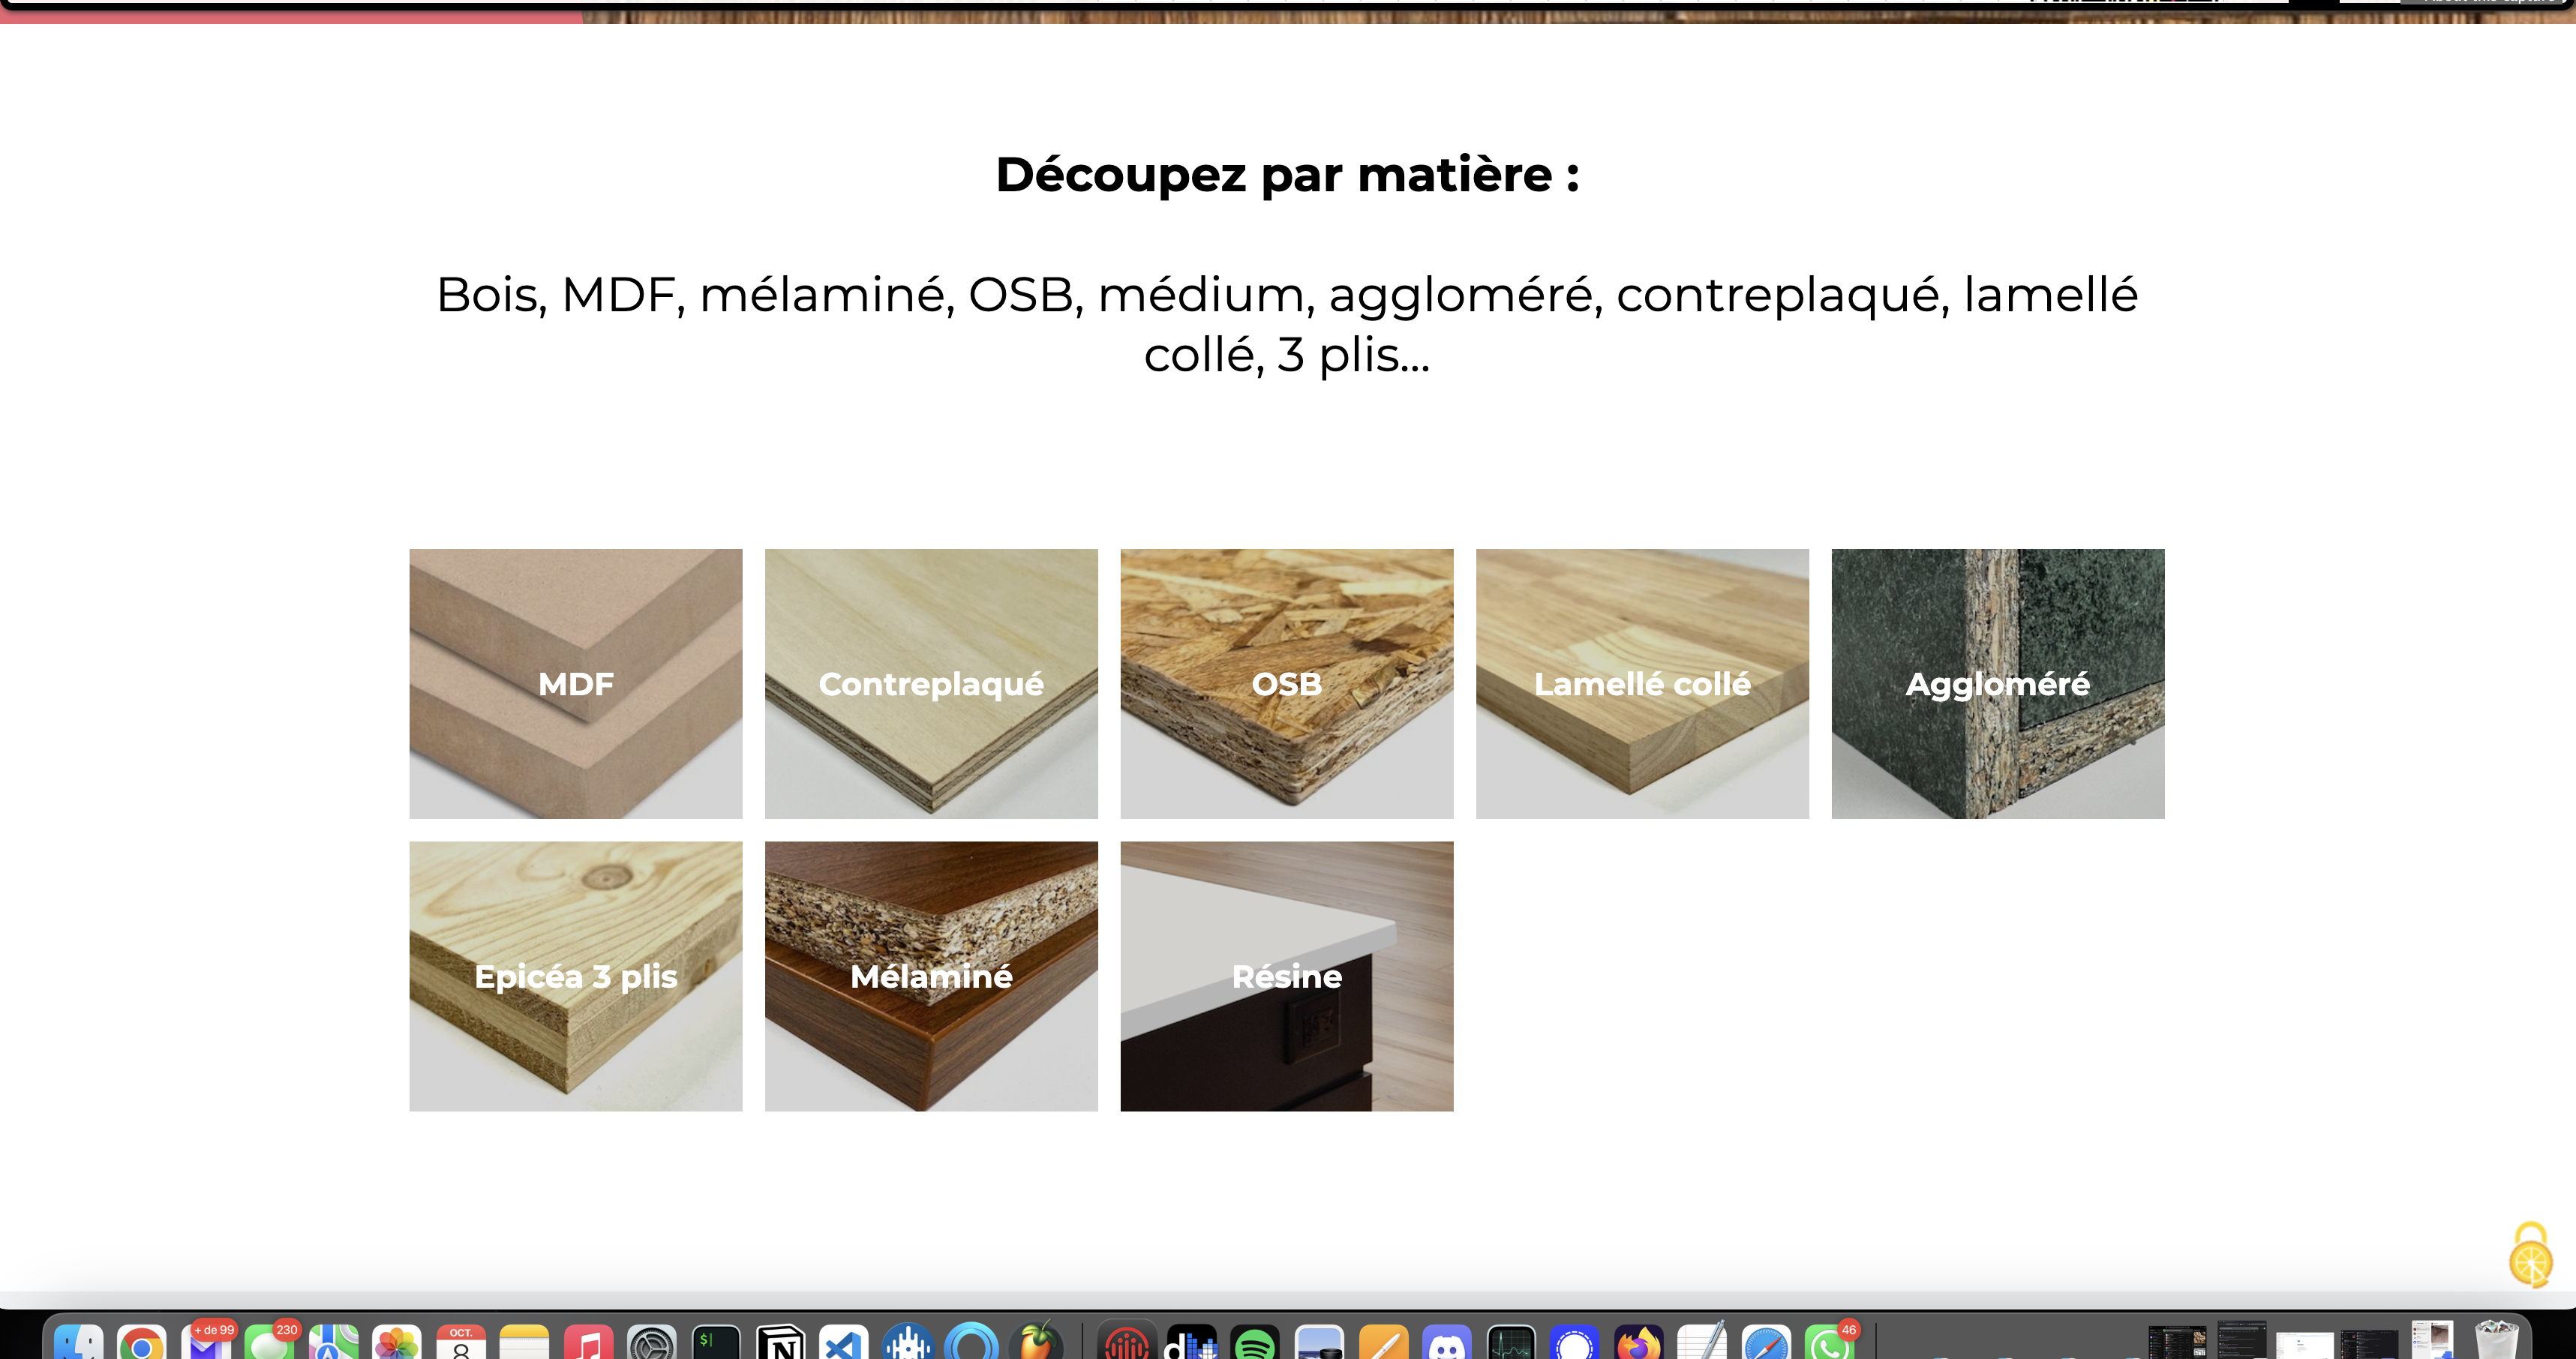 Découpez par matière :
Bois, MDF, mélaminé, OSB, médium, aggloméré, contreplaqué, lamellé
collé, 3 plis...
MDF
Contreplaqué
OSB
Lamellé collé
Aggloméré
Epicéa 3 plis
Mélaminé
Résine
+ de 99
230
OCT.
8
$
46